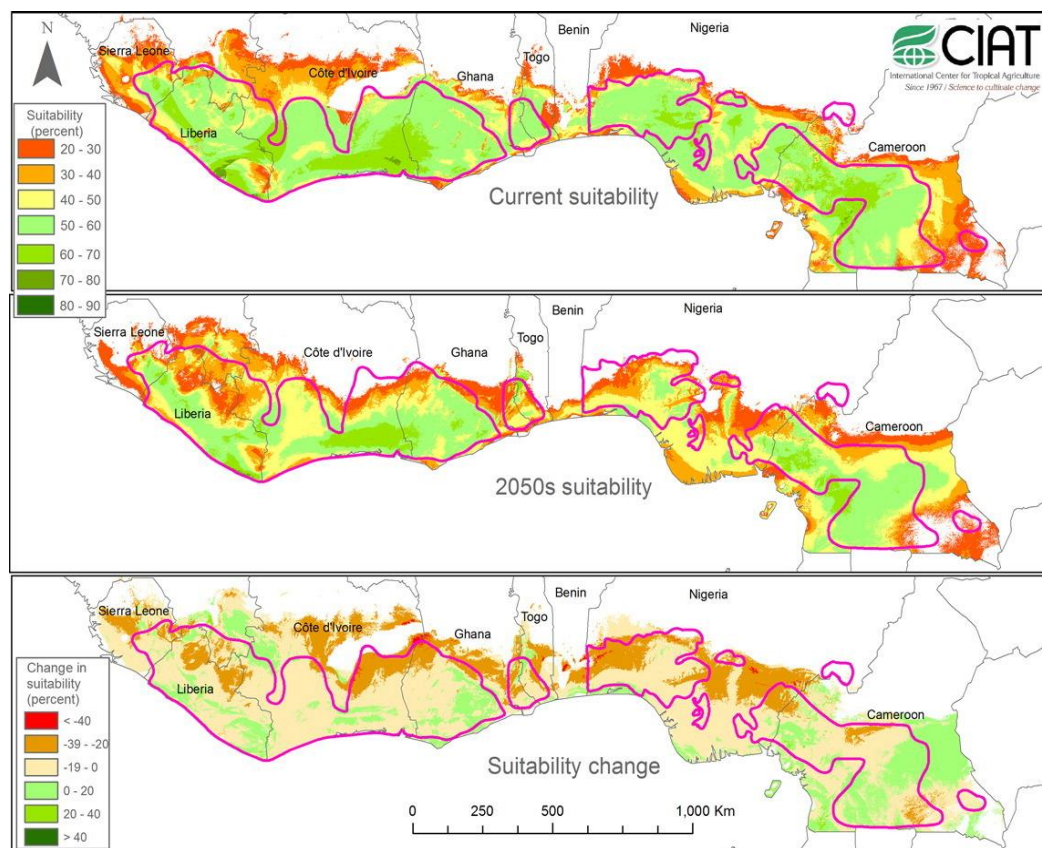 N
Benin
Nigeria
Sierra Leone
Togo
Côte d'Ivoire
Ghana
CIAT
International Center for Tropical Agriculture
Since 1967 / Science to cultivate change
Suitability
(percent)
20 - 30
30 - 40
40 - 50
50 - 60
60 - 70
70 - 80
80 - 90
Liberia
Cameroon
Current suitability
Benin
Nigeria
Sierra Leone
Togo
Côte d'Ivoire
Ghana
Liberia
Cameroon
2050s suitability
Benin
Nigeria
Sierra Leone
Togo
Côte d'Ivoire
Ghana
Liberia
Cameroon
Change in
suitability
(percent)
< -40
-39 - -20
-19 - 0
0 - 20
20 - 40
> 40
Suitability change
0 250 500 1,000 Km